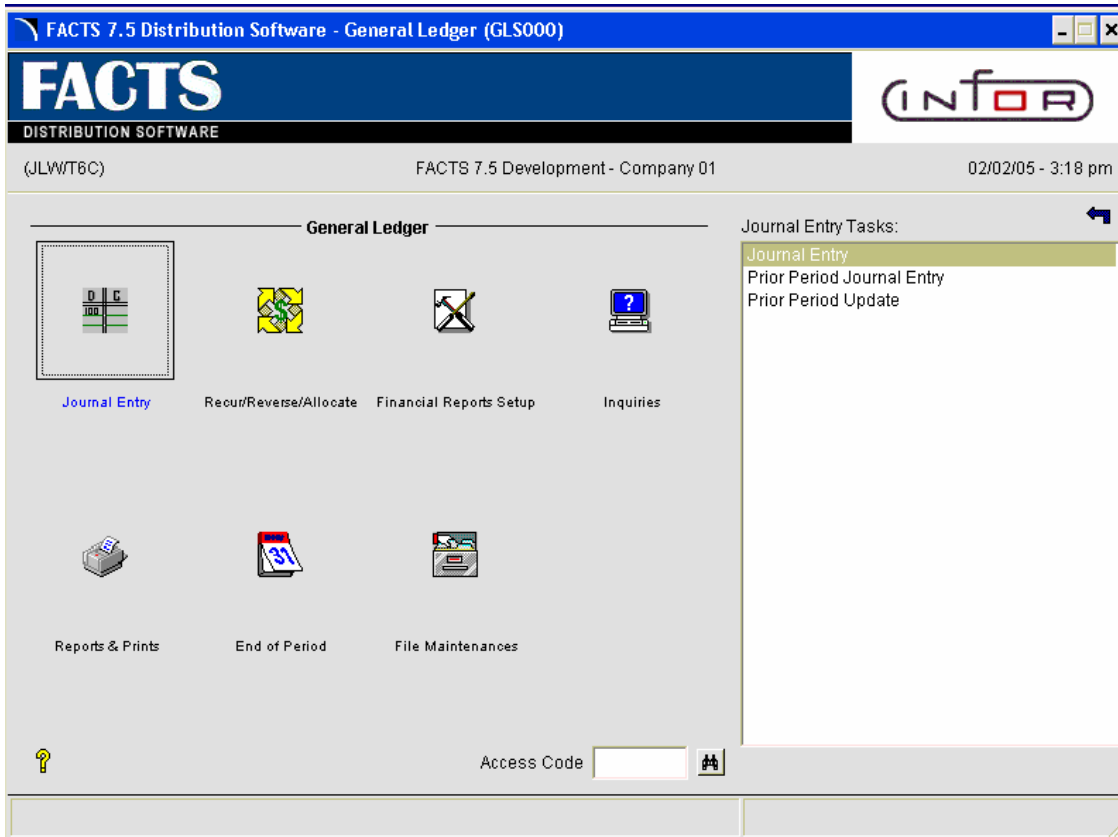 FACTS 7.5 Distribution Software - General Ledger (GLS000)
FACTS
DISTRIBUTION SOFTWARE
infor
(JLW/T6C)
FACTS 7.5 Development - Company 01
02/02/05 - 3:18 pm
General Ledger
Journal Entry Tasks:
Journal Entry
Prior Period Journal Entry
Prior Period Update
D C
100
$
?
Journal Entry
Recur/Reverse/Allocate
Financial Reports Setup
Inquiries
31
Reports & Prints
End of Period
File Maintenances
?
Access Code